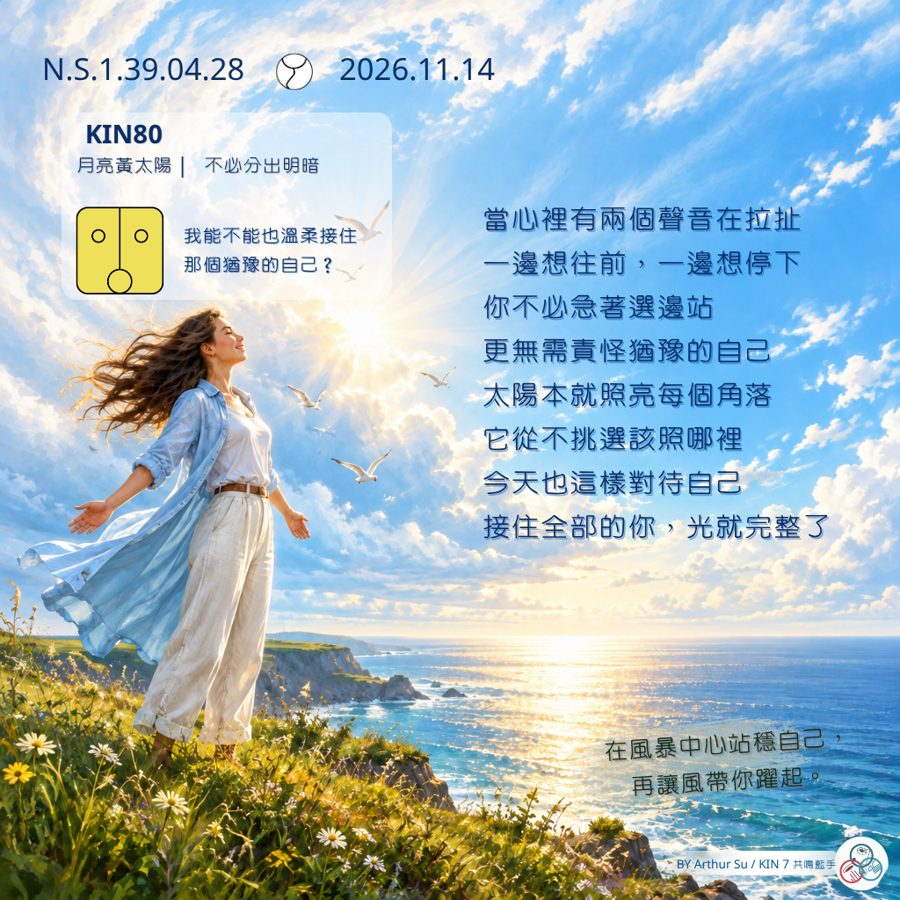 N.S.1.39.04.28 2026.11.14
KIN80
月亮黃太陽 | 不必分出明暗
我能不能也溫柔接住
那個猶豫的自己？
當心裡有兩個聲音在拉扯
一邊想往前，一邊想停下
你不必急著選邊站
更無需責怪猶豫的自己
太陽本就照亮每個角落
它從不挑選該照哪裡
今天也這樣對待自己
接住全部的你，光就完整了
在風暴中心站穩自己，
再讓風帶你躍起。
BY Arthur Su / KIN 7 共鳴藍手